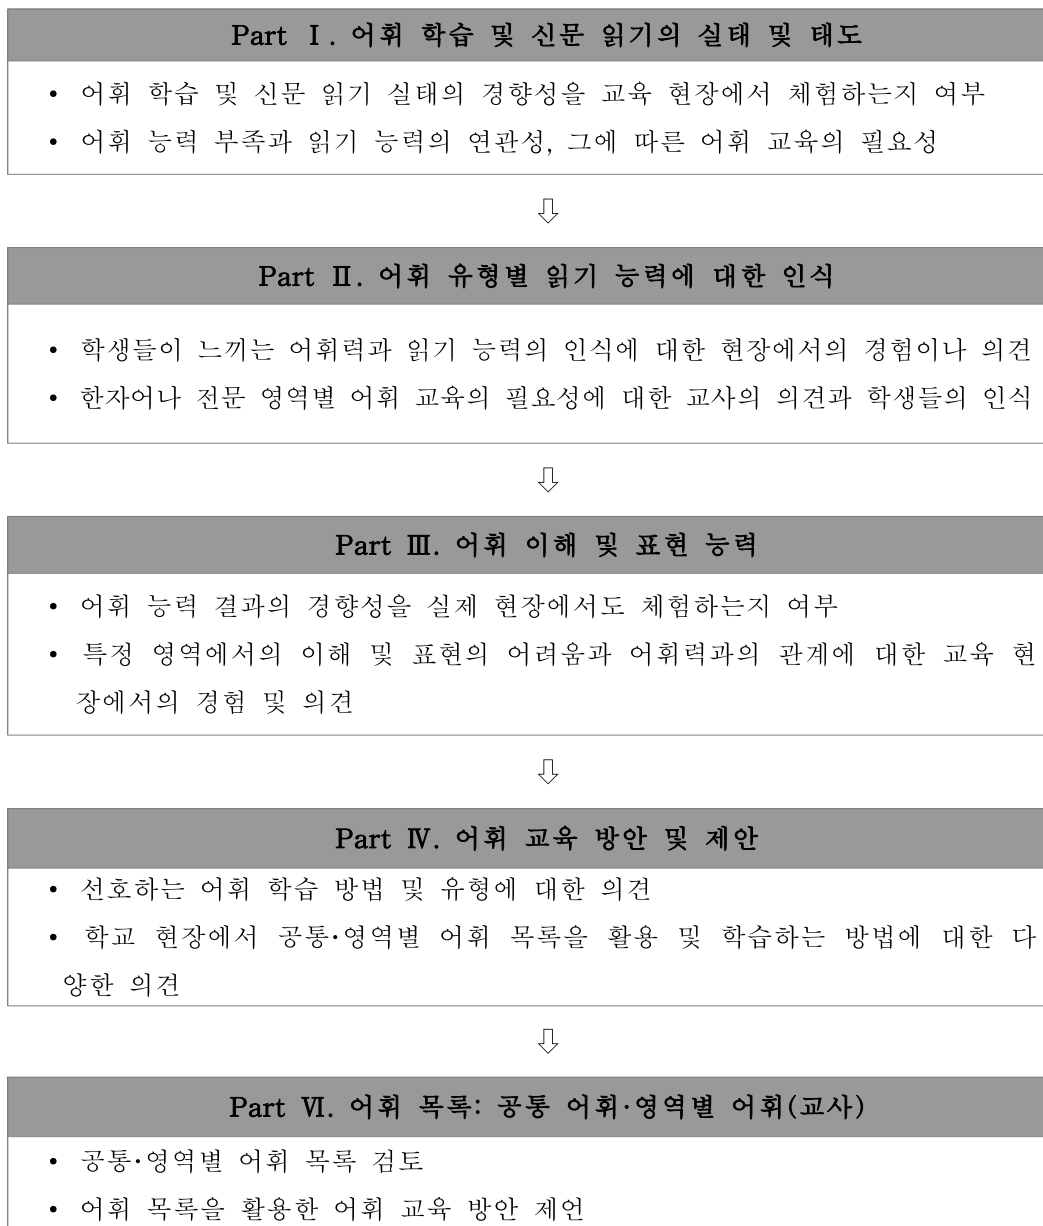 Part Ⅰ. 어휘 학습 및 신문 읽기의 실태 및 태도
• 어휘 학습 및 신문 읽기 실태의 경향성을 교육 현장에서 체험하는지 여부
• 어휘 능력 부족과 읽기 능력의 연관성, 그에 따른 어휘 교육의 필요성
⇩
Part Ⅱ. 어휘 유형별 읽기 능력에 대한 인식
• 학생들이 느끼는 어휘력과 읽기 능력의 인식에 대한 현장에서의 경험이나 의견
• 한자어나 전문 영역별 어휘 교육의 필요성에 대한 교사의 의견과 학생들의 인식
⇩
Part Ⅲ. 어휘 이해 및 표현 능력
• 어휘 능력 결과의 경향성을 실제 현장에서도 체험하는지 여부
• 특정 영역에서의 이해 및 표현의 어려움과 어휘력과의 관계에 대한 교육 현
장에서의 경험 및 의견
⇩
Part Ⅳ. 어휘 교육 방안 및 제안
• 선호하는 어휘 학습 방법 및 유형에 대한 의견
• 학교 현장에서 공통·영역별 어휘 목록을 활용 및 학습하는 방법에 대한 다
양한 의견
⇩
Part Ⅵ. 어휘 목록: 공통 어휘·영역별 어휘(교사)
• 공통·영역별 어휘 목록 검토
• 어휘 목록을 활용한 어휘 교육 방안 제언